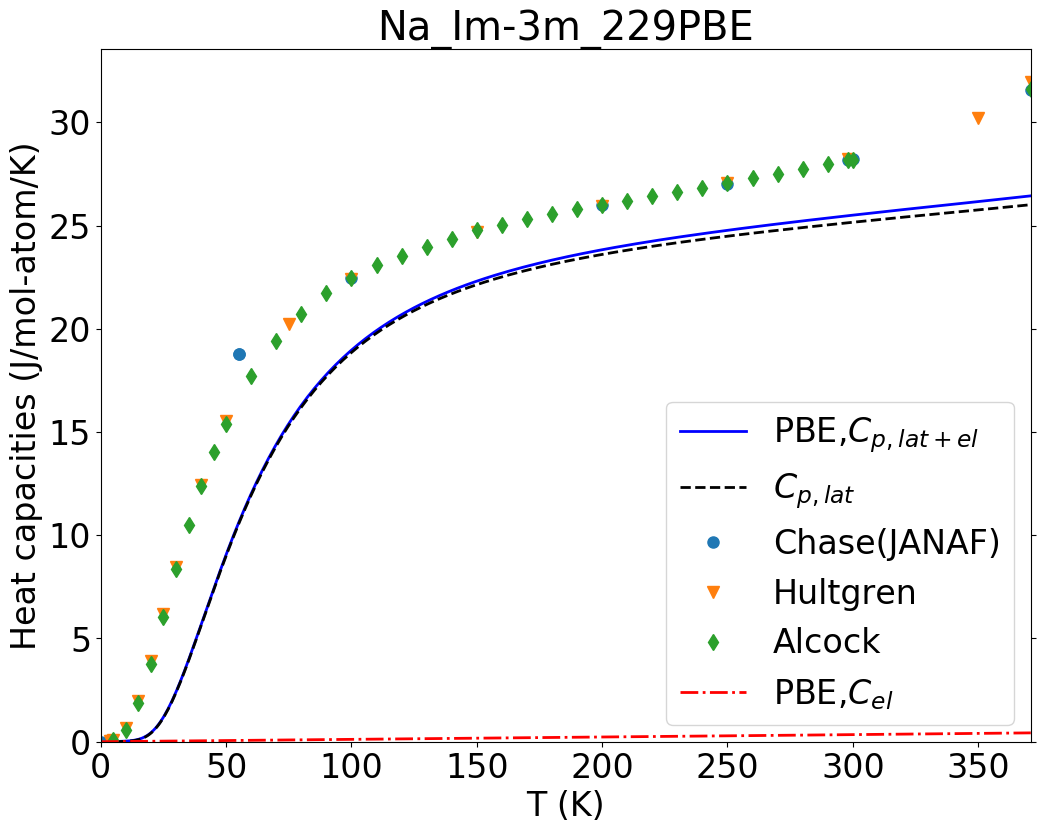 Na_Im-3m_229PBE
Heat capacities (J/mol-atom/K)
30
25
20
15
10
5
0
PBE,C_{p, lat+el}
C_{p, lat}
Chase(JANAF)
Hultgren
Alcock
PBE,C_{el}
0 50 100 150 200 250 300 350
T (K)